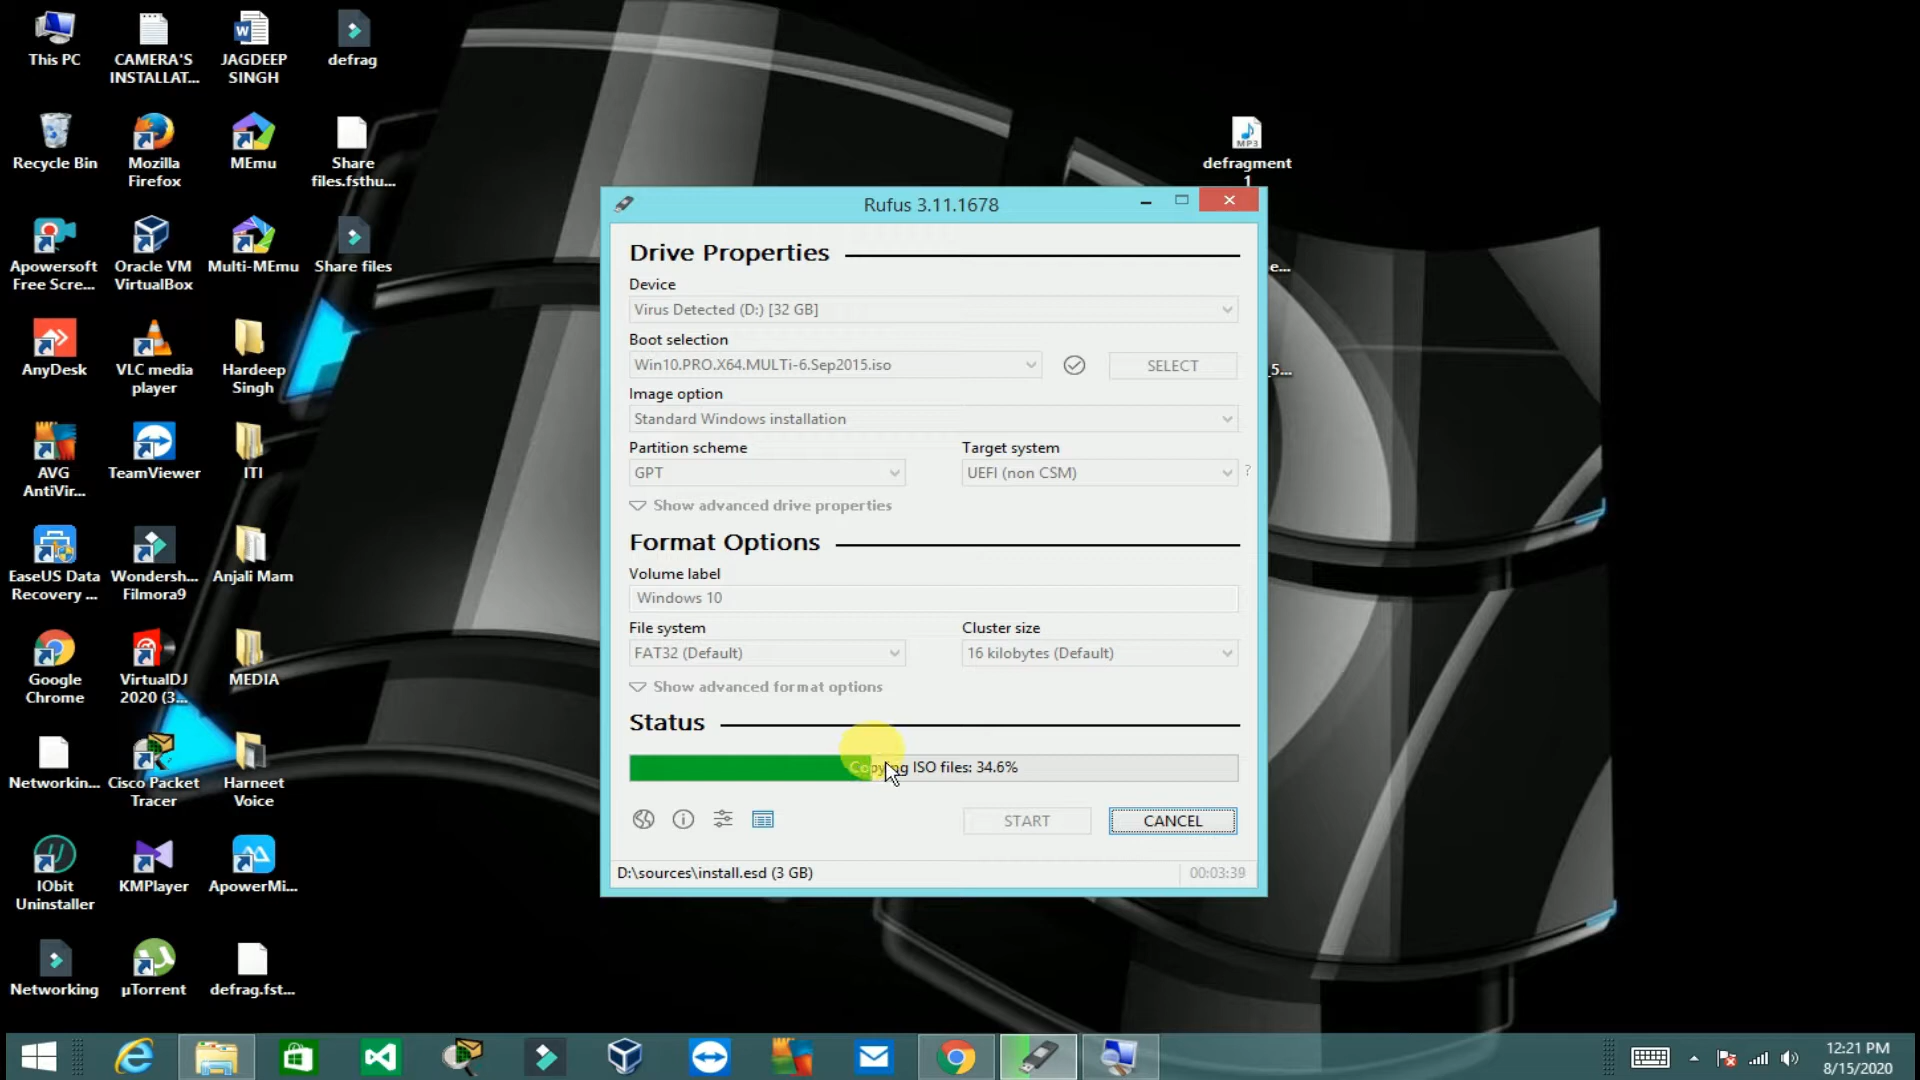 This PC
CAMERA'S
INSTALLAT...
JAGDEEP
SINGH
defrag
Recycle Bin
Mozilla
Firefox
MEmu
Share
files.fsthu...
Apowersoft
Free Scre...
Oracle VM
VirtualBox
Multi-MEmu
Share files
AnyDesk
VLC media
player
Hardeep
Singh
AVG
AntiVir...
TeamViewer
ITI
EaseUS Data
Recovery ...
Wondersh...
Filmora9
Anjali Mam
Google
Chrome
VirtualDJ
2020 (3...
MEDIA
Networkin...
Cisco Packet
Tracer
Harneet
Voice
IObit
Uninstaller
KMPlayer
ApowerMi...
Networking
µTorrent
defrag.fst...
MP3
defragment
1
e...
_5...
Rufus 3.11.1678
Drive Properties
Device
Virus Detected (D:) [32 GB]
Boot selection
Win10.PRO.X64.MULTi-6.Sep2015.iso
SELECT
Image option
Standard Windows installation
Partition scheme
Target system
GPT
UEFI (non CSM)
?
Show advanced drive properties
Format Options
Volume label
Windows 10
File system
Cluster size
FAT32 (Default)
16 kilobytes (Default)
Show advanced format options
Status
Copying ISO files: 34.6%
START
CANCEL
D:\sources\install.esd (3 GB)
00:03:39
12:21 PM
8/15/2020